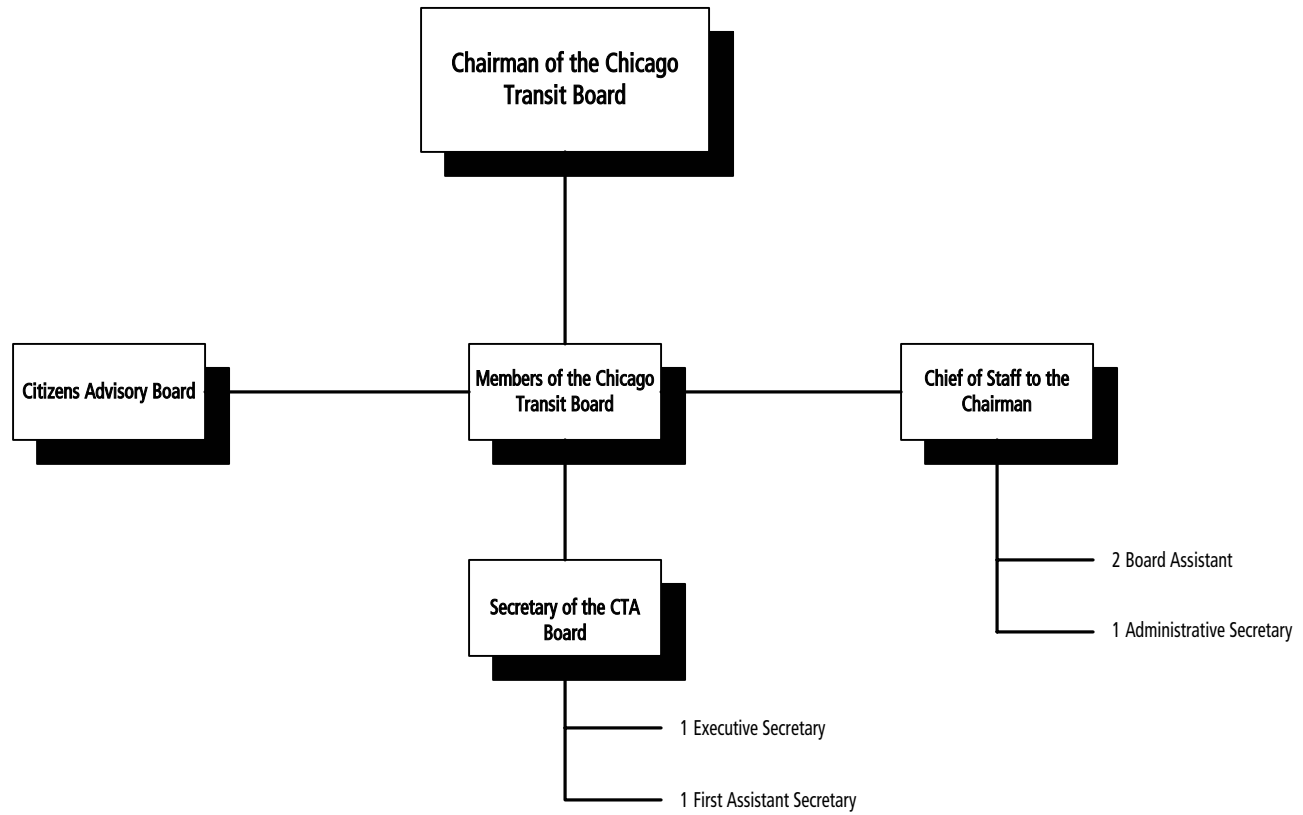 Chairman of the Chicago
Transit Board
Citizens Advisory Board
Members of the Chicago
Transit Board
Chief of Staff to the
Chairman
2 Board Assistant
1 Administrative Secretary
Secretary of the CTA
Board
1 Executive Secretary
1 First Assistant Secretary